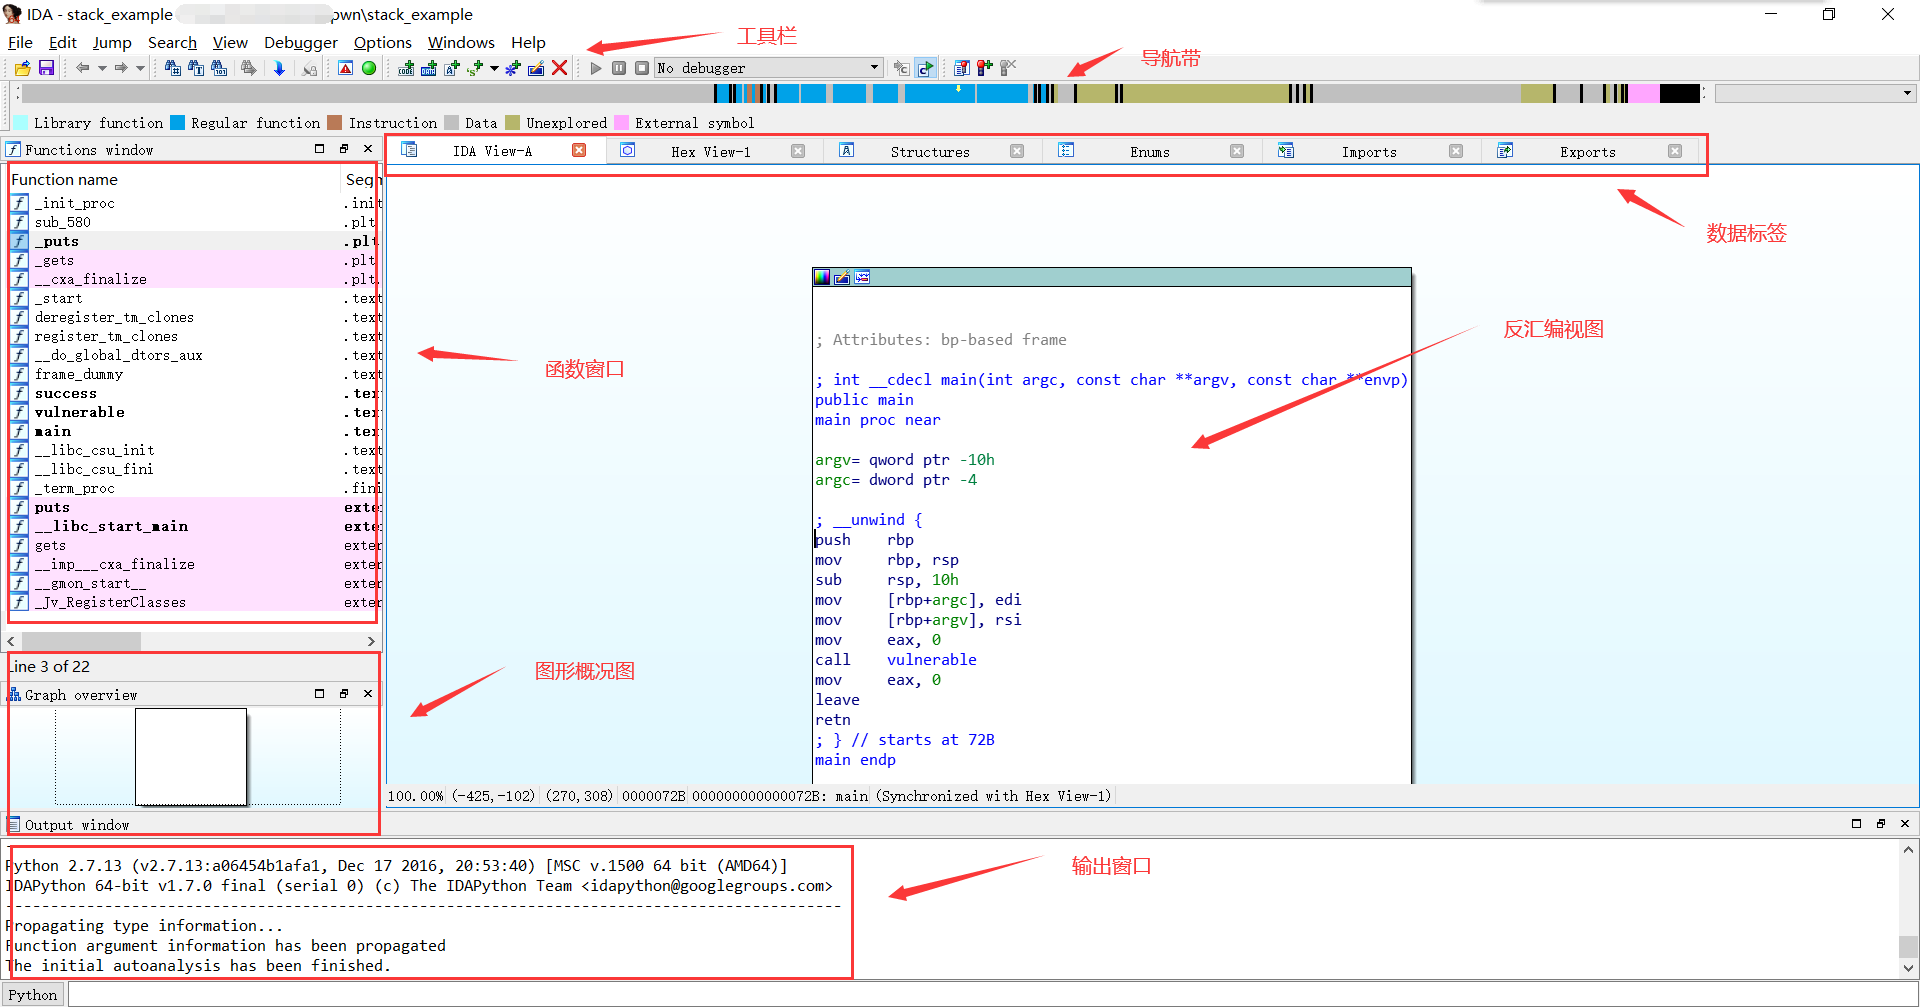 IDA - stack_example pwn\stack_example
File Edit Jump Search View Debugger Options Windows Help
工具栏
No debugger
导航带
Library function Regular function Instruction Data Unexplored External symbol
Functions window
IDA View-A Hex View-1 Structures Enums Imports Exports
数据标签
Function name Segm
_init_proc .init
sub_580 .plt
_puts .plt
_gets .plt
__cxa_finalize .plt.
_start .text
deregister_tm_clones .text
register_tm_clones .text
__do_global_dtors_aux .text
frame_dummy .text
success .tex
vulnerable .tex
main .tex
__libc_csu_init .text
__libc_csu_fini .text
_term_proc .fini
puts exte
__libc_start_main exte
gets exter
__imp___cxa_finalize exter
__gmon_start__ exter
_Jv_RegisterClasses exter
函数窗口
Line 3 of 22
图形概况图
Graph overview
反汇编视图
; Attributes: bp-based frame
; int __cdecl main(int argc, const char **argv, const char **envp)
public main
main proc near
argv= qword ptr -10h
argc= dword ptr -4
; __unwind {
push rbp
mov rbp, rsp
sub rsp, 10h
mov [rbp+argc], edi
mov [rbp+argv], rsi
mov eax, 0
call vulnerable
mov eax, 0
leave
retn
; } // starts at 72B
main endp
100.00% (-425,-102) (270,308) 0000072B 000000000000072B: main (Synchronized with Hex View-1)
Output window
Python 2.7.13 (v2.7.13:a06454b1afa1, Dec 17 2016, 20:53:40) [MSC v.1500 64 bit (AMD64)]
IDAPython 64-bit v1.7.0 final (serial 0) (c) The IDAPython Team <idapython@googlegroups.com>
Propagating type information...
Function argument information has been propagated
The initial autoanalysis has been finished.
输出窗口
Python